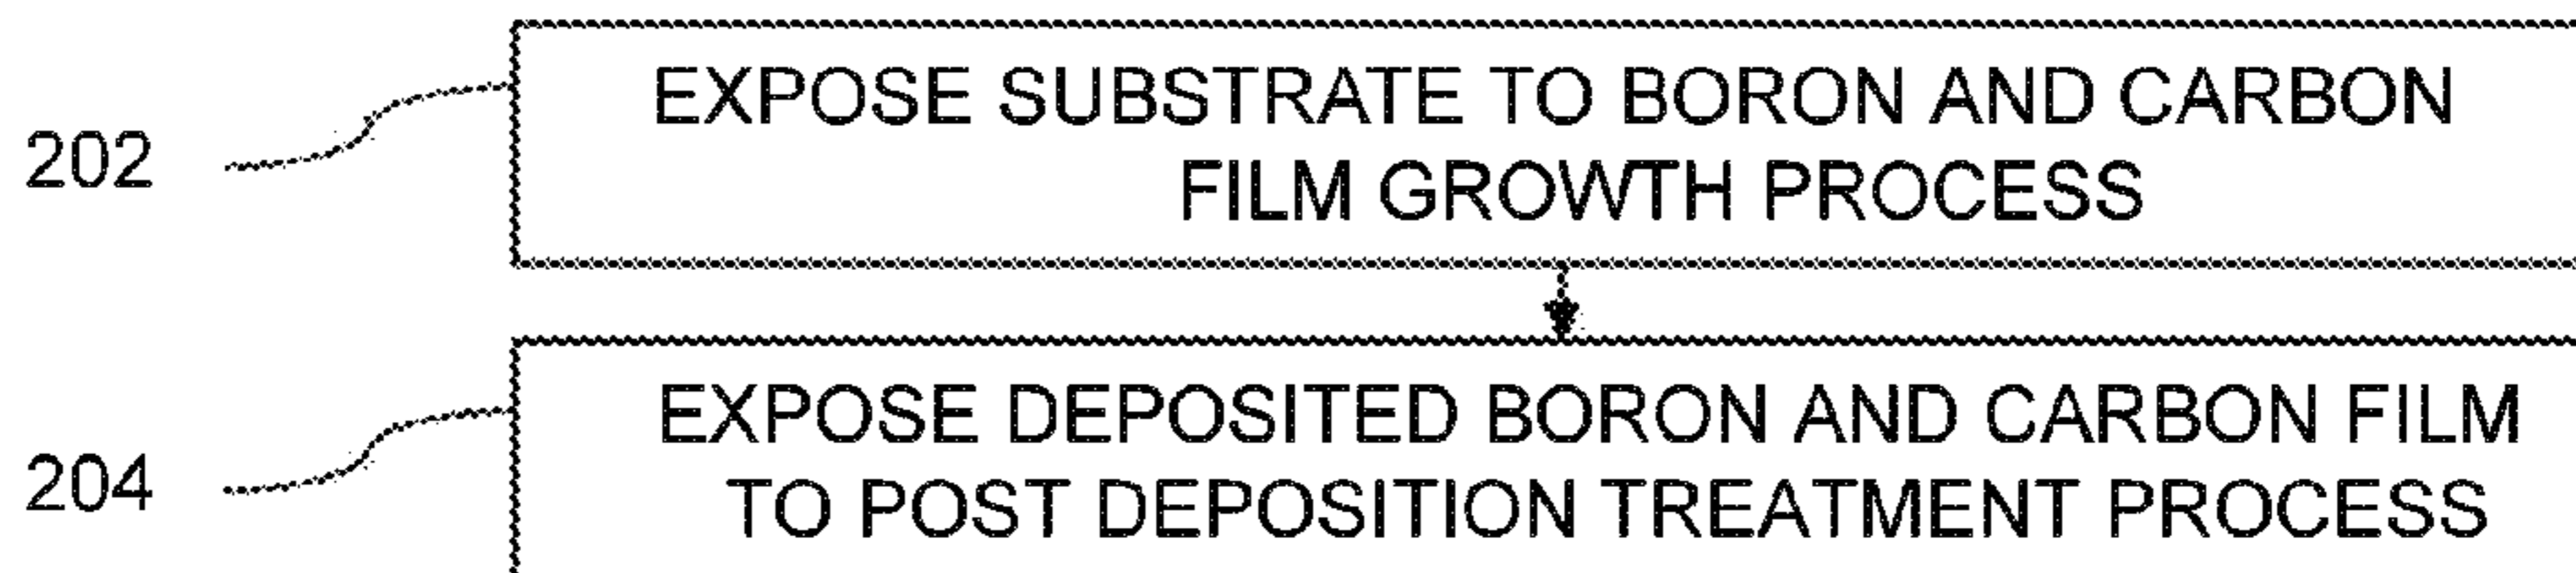 EXPOSE SUBSTRATE TO BORON AND CARBON
202
FILM GROWTH PROCESS
EXPOSE DEPOSITED BORON AND CARBON FILM
204
TO POST DEPOSITION TREATMENT PROCESS